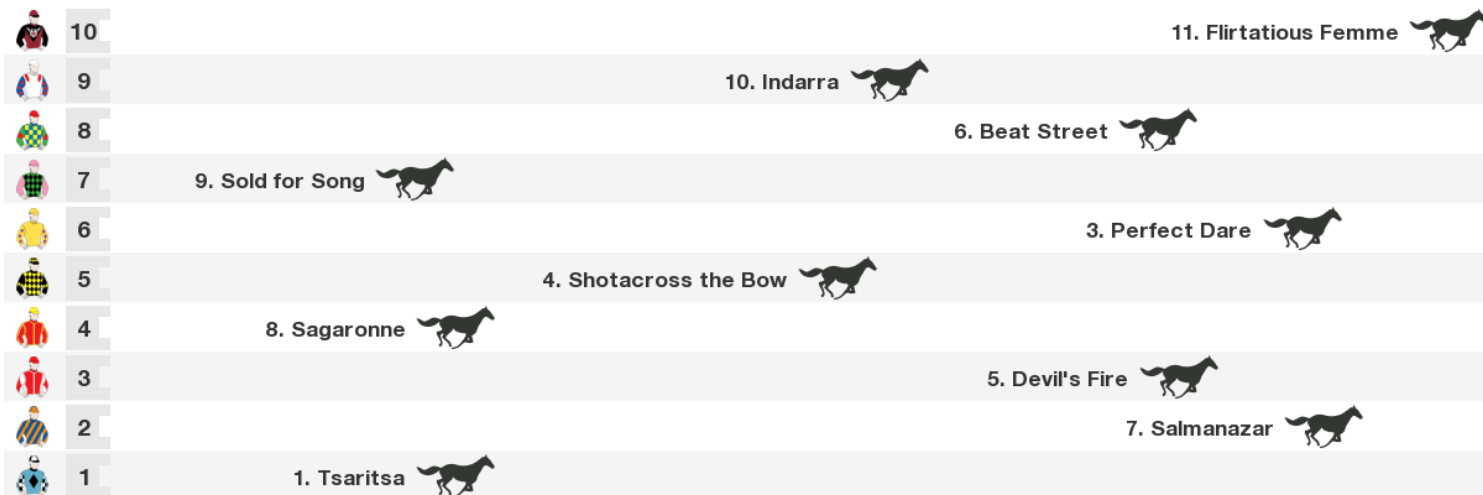 10 11. Flirtatious Femme
9 10. Indarra
8 6. Beat Street
7 9. Sold for Song
6 3. Perfect Dare
5 4. Shotacross the Bow
4 8. Sagaronne
3 5. Devil's Fire
2 7. Salmanazar
1 1. Tsaritsa